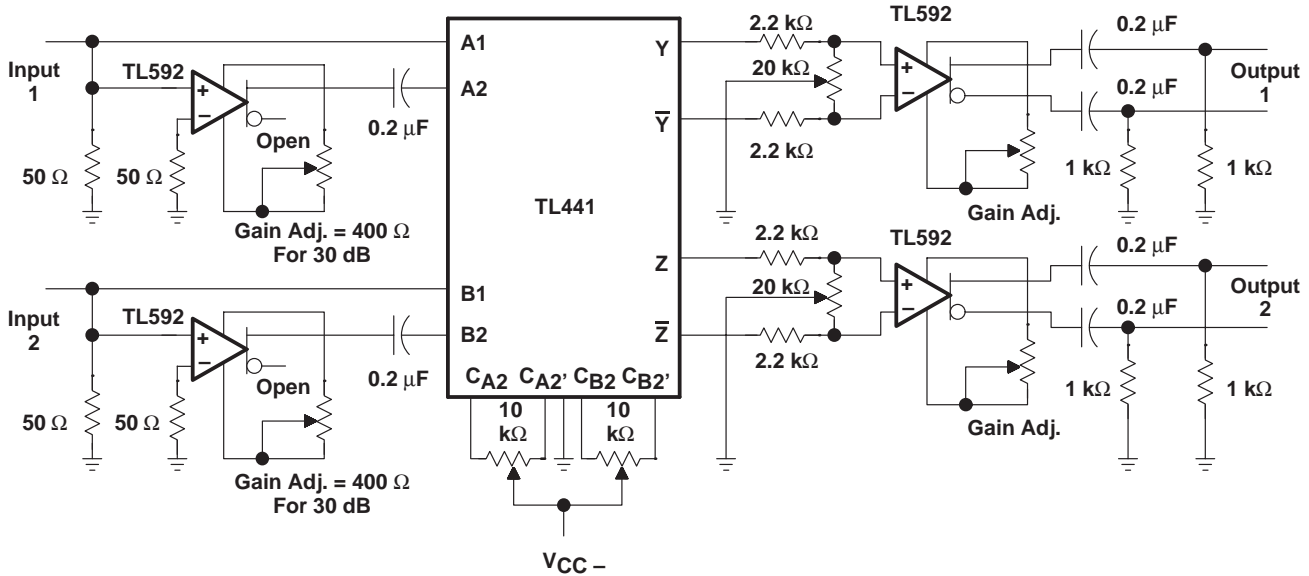 Input
1
TL592
+
−
Open
50 Ω
50 Ω
Gain Adj. = 400 Ω
For 30 dB
0.2 μF
A1
A2
TL441
Y
Y̅
2.2 kΩ
20 kΩ
2.2 kΩ
TL592
+
−
Gain Adj.
0.2 μF
0.2 μF
1 kΩ
1 kΩ
Output
1
Input
2
TL592
+
−
Open
50 Ω
50 Ω
Gain Adj. = 400 Ω
For 30 dB
0.2 μF
B1
B2
Z
Z̅
2.2 kΩ
20 kΩ
2.2 kΩ
TL592
+
−
Gain Adj.
0.2 μF
0.2 μF
1 kΩ
1 kΩ
Output
2
CA2 CA2’ CB2 CB2’
10
kΩ
10
kΩ
VCC –